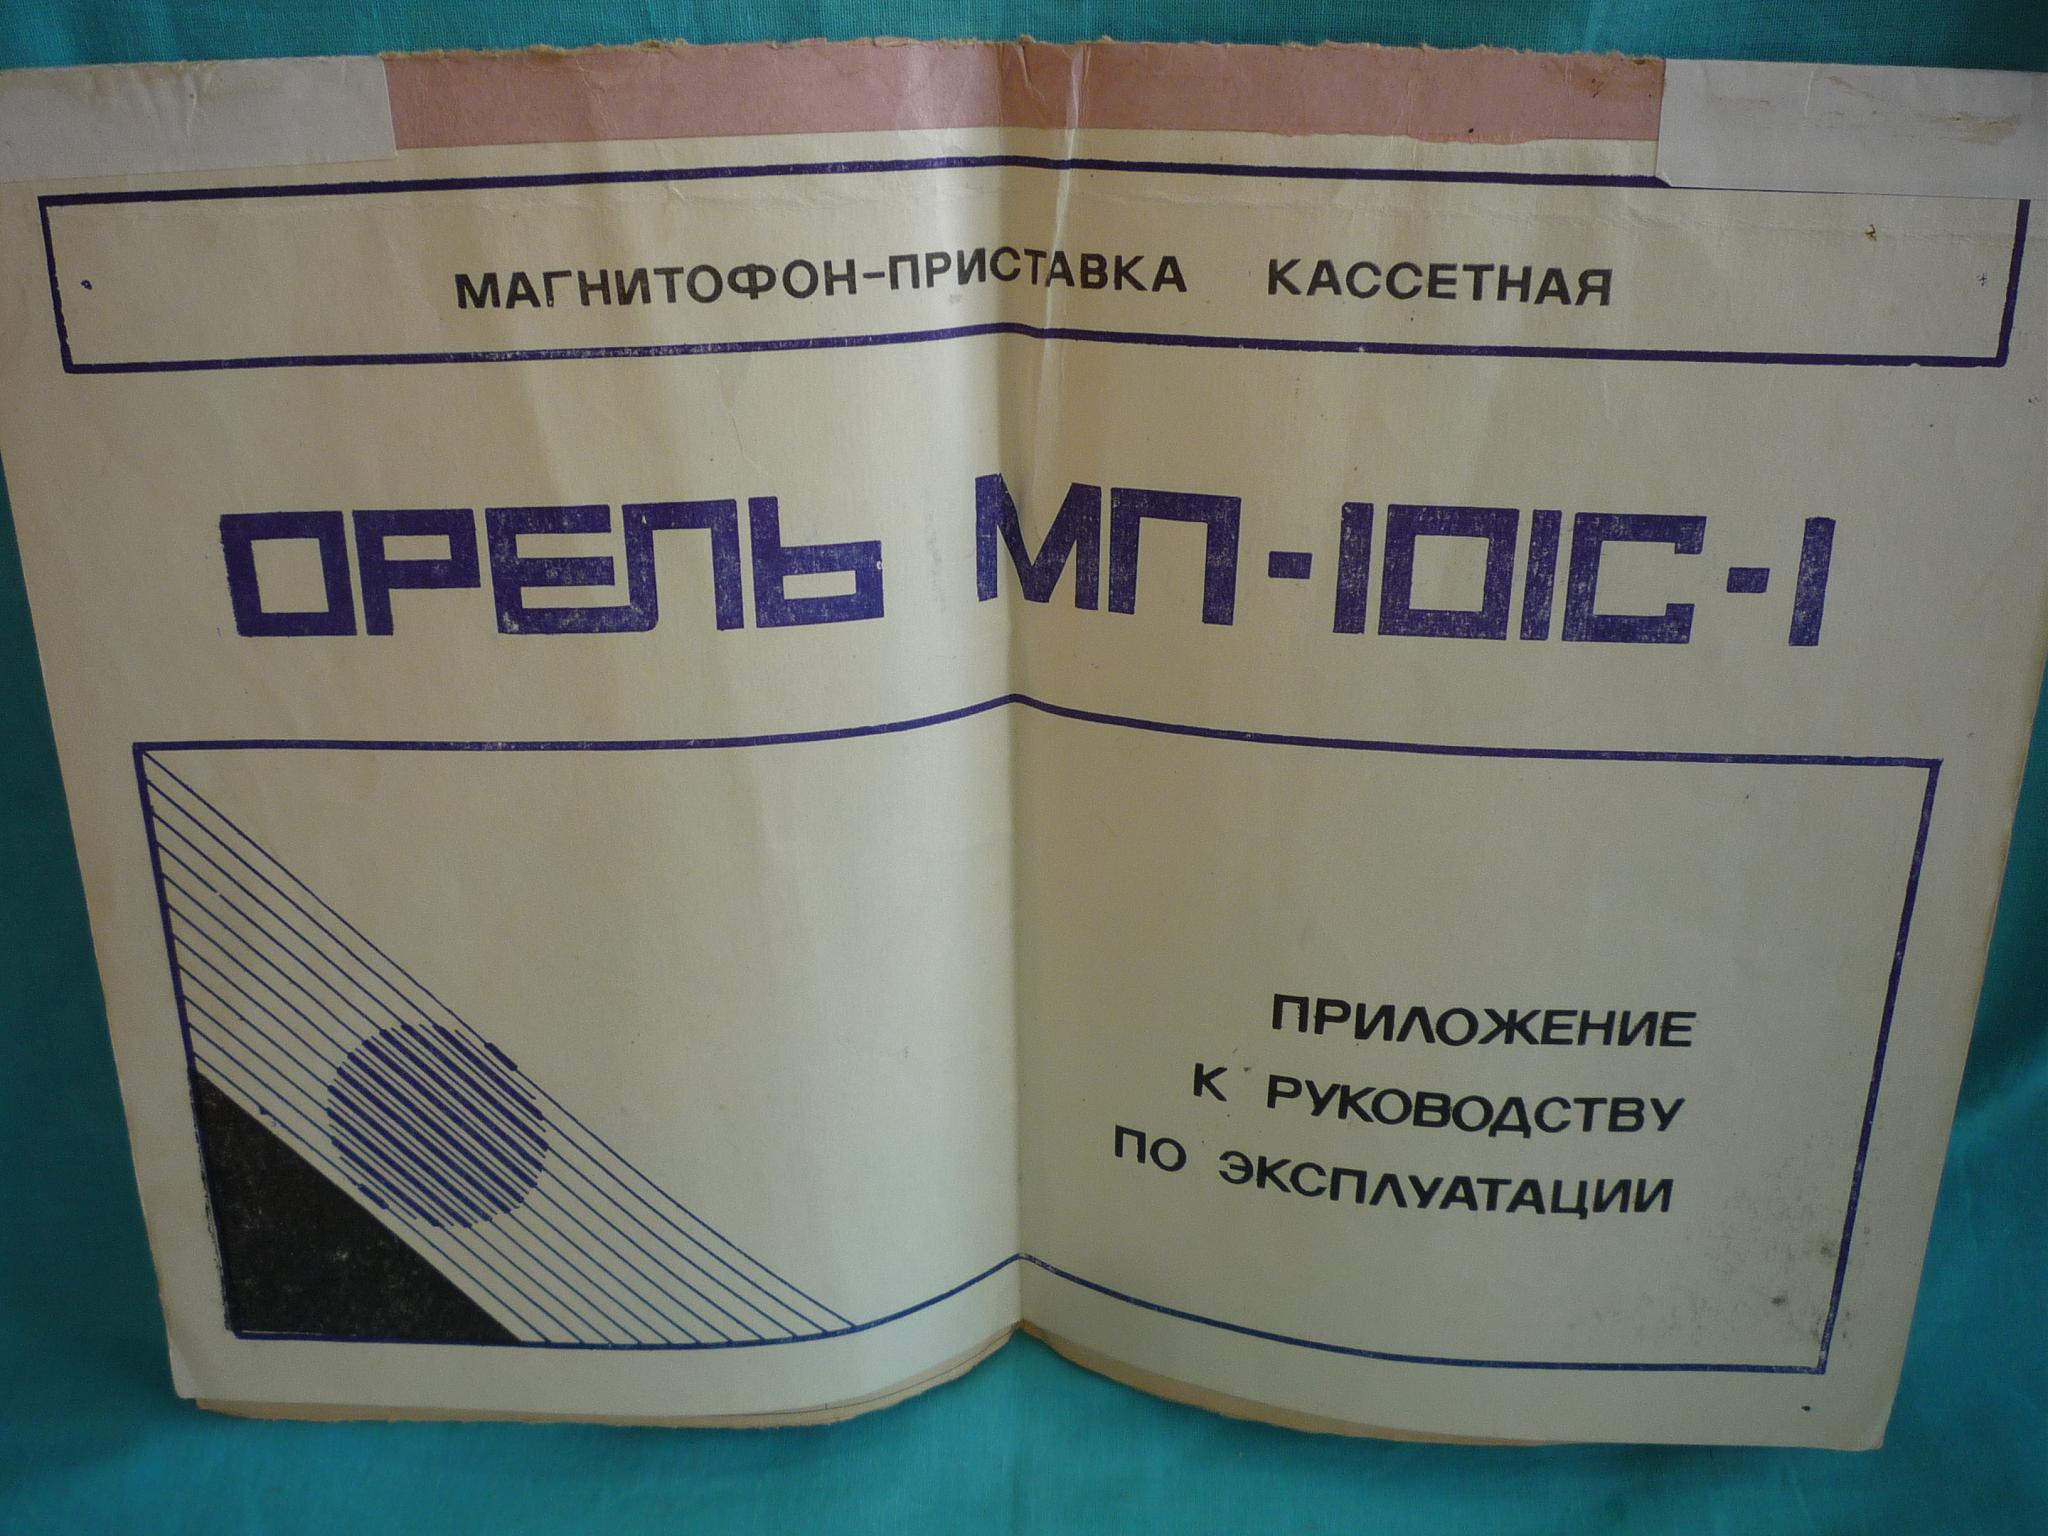 МАГНИТОФОН-ПРИСТАВКА КАССЕТНАЯ
ОРЕЛЬ МП-101С-1
ПРИЛОЖЕНИЕ
К РУКОВОДСТВУ
ПО ЭКСПЛУАТАЦИИ